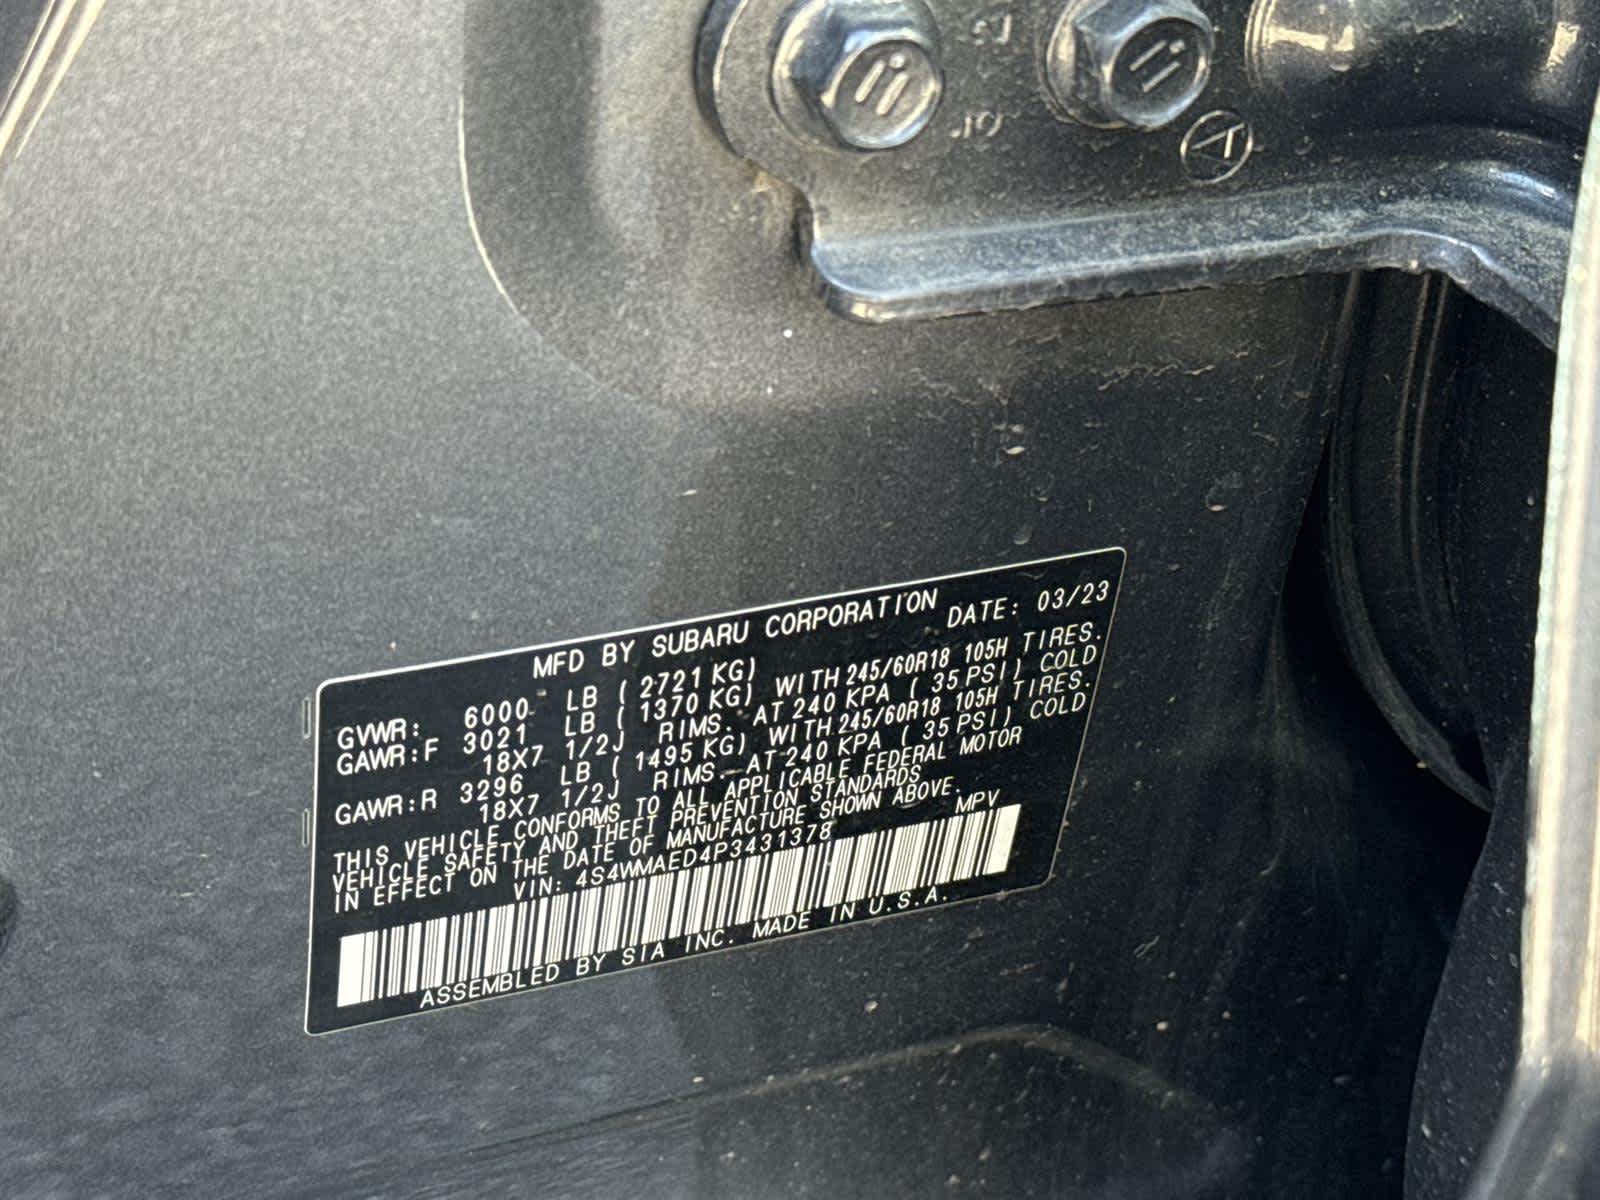 MFD BY SUBARU CORPORATION
DATE: 03/23
GVWR: 6000 LB ( 2721 KG)
GAWR:F 3021 LB ( 1370 KG) WITH 245/60R18 105H TIRES.
18X7 1/2J RIMS. AT 240 KPA ( 35 PSI) COLD
GAWR:R 3296 LB ( 1495 KG) WITH 245/60R18 105H TIRES.
18X7 1/2J RIMS. AT 240 KPA ( 35 PSI) COLD
THIS VEHICLE CONFORMS TO ALL APPLICABLE FEDERAL MOTOR
VEHICLE SAFETY AND THEFT PREVENTION STANDARDS
IN EFFECT ON THE DATE OF MANUFACTURE SHOWN ABOVE.
VIN: 4S4WMAED4P3431378 MPV
ASSEMBLED BY SIA INC. MADE IN U.S.A.